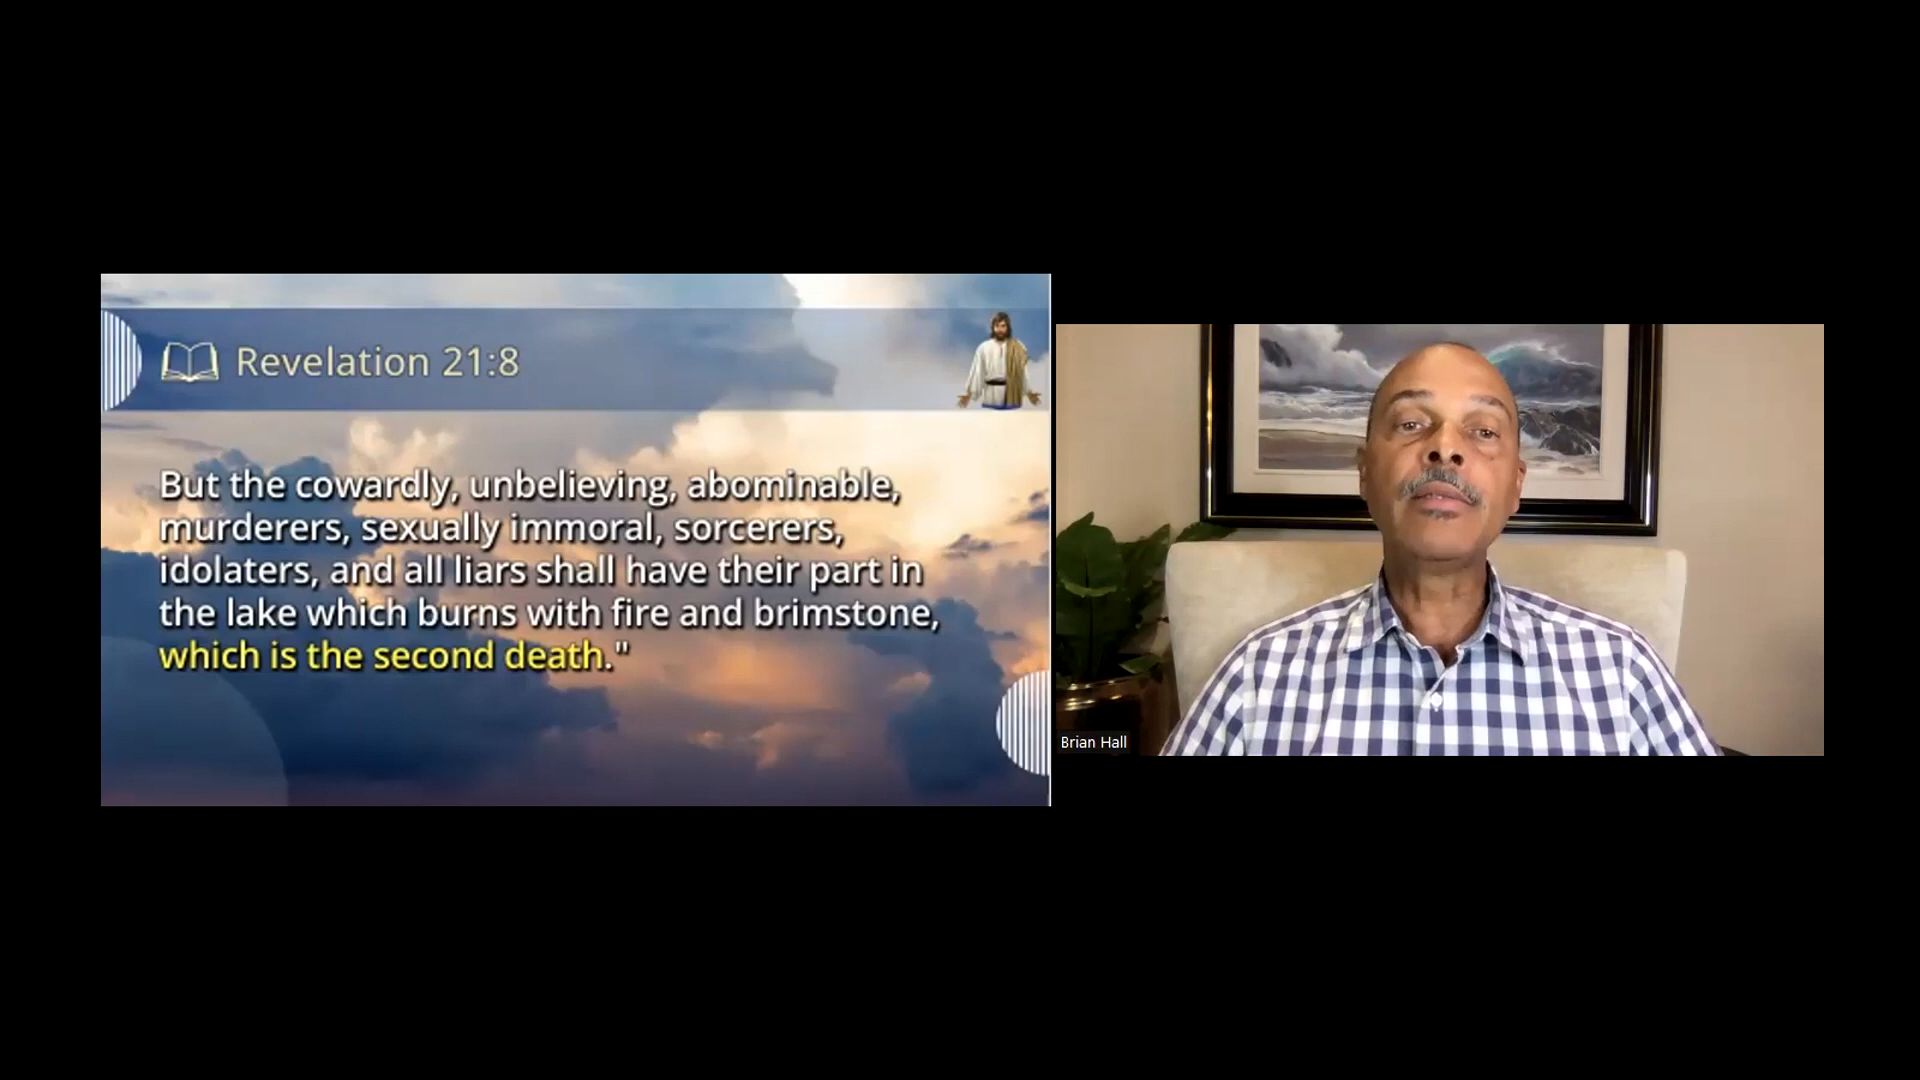 Revelation 21:8
But the cowardly, unbelieving, abominable,
murderers, sexually immoral, sorcerers,
idolaters, and all liars shall have their part in
the lake which burns with fire and brimstone,
which is the second death."
Brian Hall